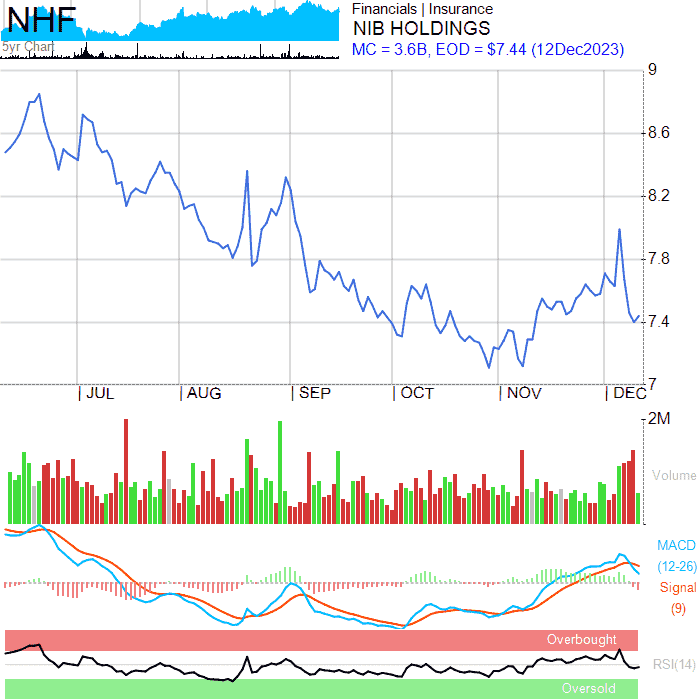 NHF
5yr Chart
Financials | Insurance
NIB HOLDINGS
MC = 3.6B, EOD = $7.44 (12Dec2023)
9
8.6
8.2
7.8
7.4
7
| JUL | AUG | SEP | OCT | NOV | DEC
2M
Volume
MACD
(12-26)
Signal
(9)
Overbought
RSI(14)
Oversold